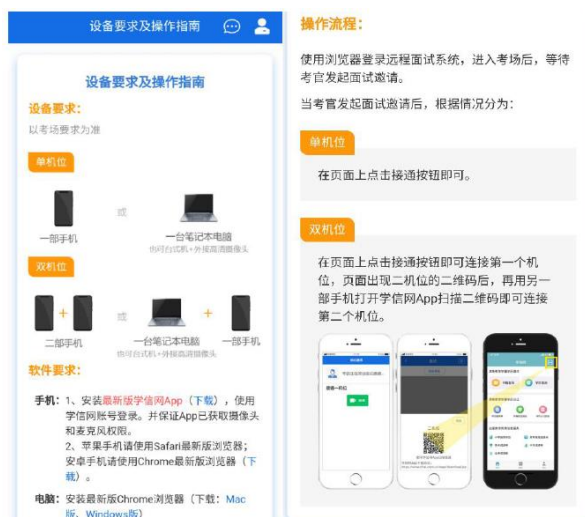 设备要求及操作指南
设备要求及操作指南
设备要求：
以考场要求为准
单机位
或
一部手机
一台笔记本电脑
也可台式机+外接高清摄像头
双机位
+
或
+
二部手机
一台笔记本电脑
一部手机
也可台式机+外接高清摄像头
软件要求：
手机：1、安装最新版学信网App（下载），使用
学信网账号登录。并保证App已获取摄像头
和麦克风权限。
2、苹果手机请使用Safari最新版浏览器；
安卓手机请使用Chrome最新版浏览器（下
载）。
电脑：安装最新版Chrome浏览器（下载：Mac
版、Windows版）
操作流程：
使用浏览器登录远程面试系统，进入考场后，等待
考官发起面试邀请。
当考官发起面试邀请后，根据情况分为：
单机位
在页面上点击接通按钮即可。
双机位
在页面上点击接通按钮即可连接第一个机
位，页面出现二机位的二维码后，再用另一
部手机打开学信网App扫描二维码即可连接
第二个机位。
二机位